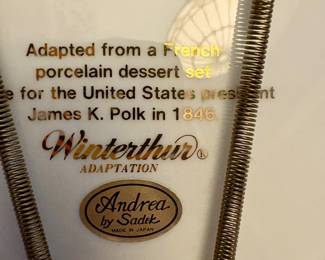 Adapted from a French
porcelain dessert set
e for the United States president
James K. Polk in 1846
Winterthur
ADAPTATION
Andrea
by Sadek
MADE IN JAPAN